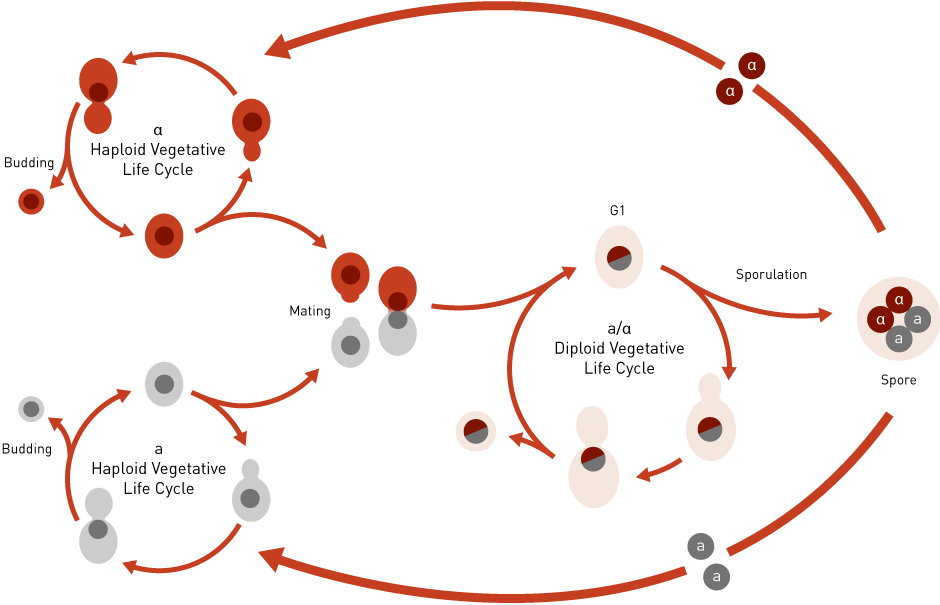 α
α
α
Haploid Vegetative
Life Cycle
Budding
G1
Sporulation
Mating
α
α
a
a
Spore
a/α
Diploid Vegetative
Life Cycle
Budding
a
Haploid Vegetative
Life Cycle
a
a